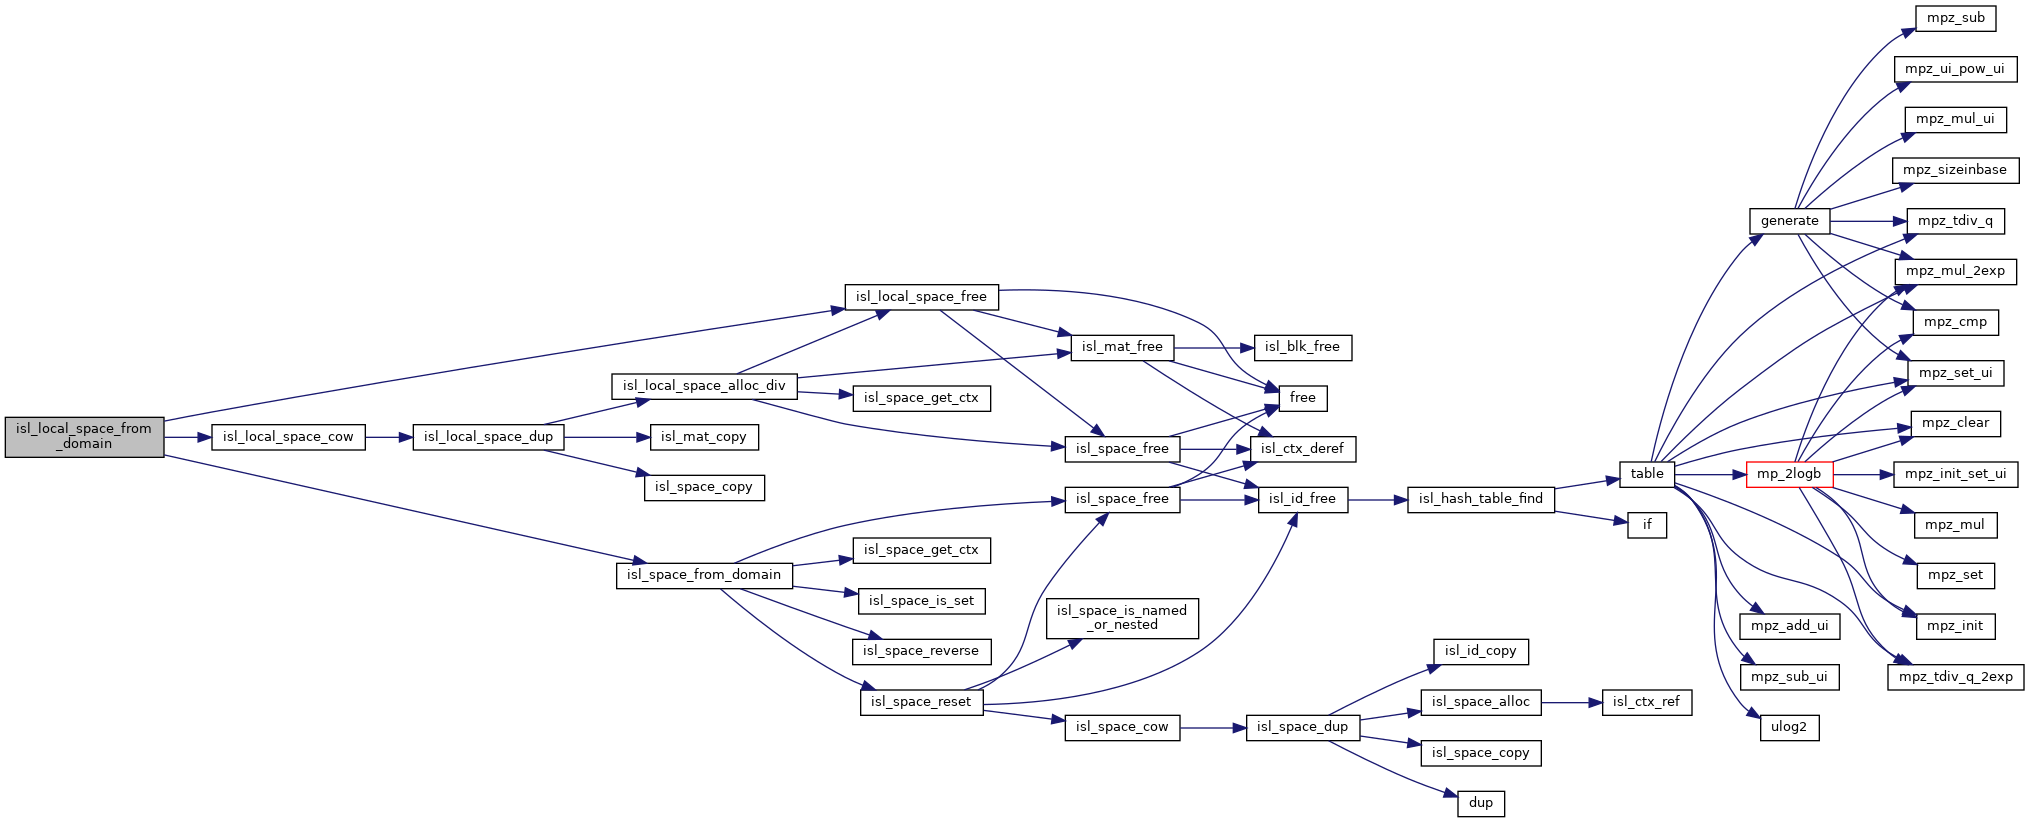 isl_local_space_from
_domain
isl_local_space_cow
isl_local_space_dup
isl_local_space_alloc_div
isl_mat_copy
isl_space_copy
isl_space_from_domain
isl_local_space_free
isl_space_get_ctx
isl_space_get_ctx
isl_space_is_set
isl_space_reverse
isl_space_reset
isl_mat_free
isl_space_free
isl_space_free
isl_space_is_named
_or_nested
isl_space_cow
isl_blk_free
free
isl_ctx_deref
isl_id_free
isl_space_dup
isl_hash_table_find
isl_id_copy
isl_space_alloc
isl_space_copy
dup
table
if
isl_ctx_ref
generate
mp_2logb
mpz_add_ui
mpz_sub_ui
ulog2
mpz_sub
mpz_ui_pow_ui
mpz_mul_ui
mpz_sizeinbase
mpz_tdiv_q
mpz_mul_2exp
mpz_cmp
mpz_set_ui
mpz_clear
mpz_init_set_ui
mpz_mul
mpz_set
mpz_init
mpz_tdiv_q_2exp